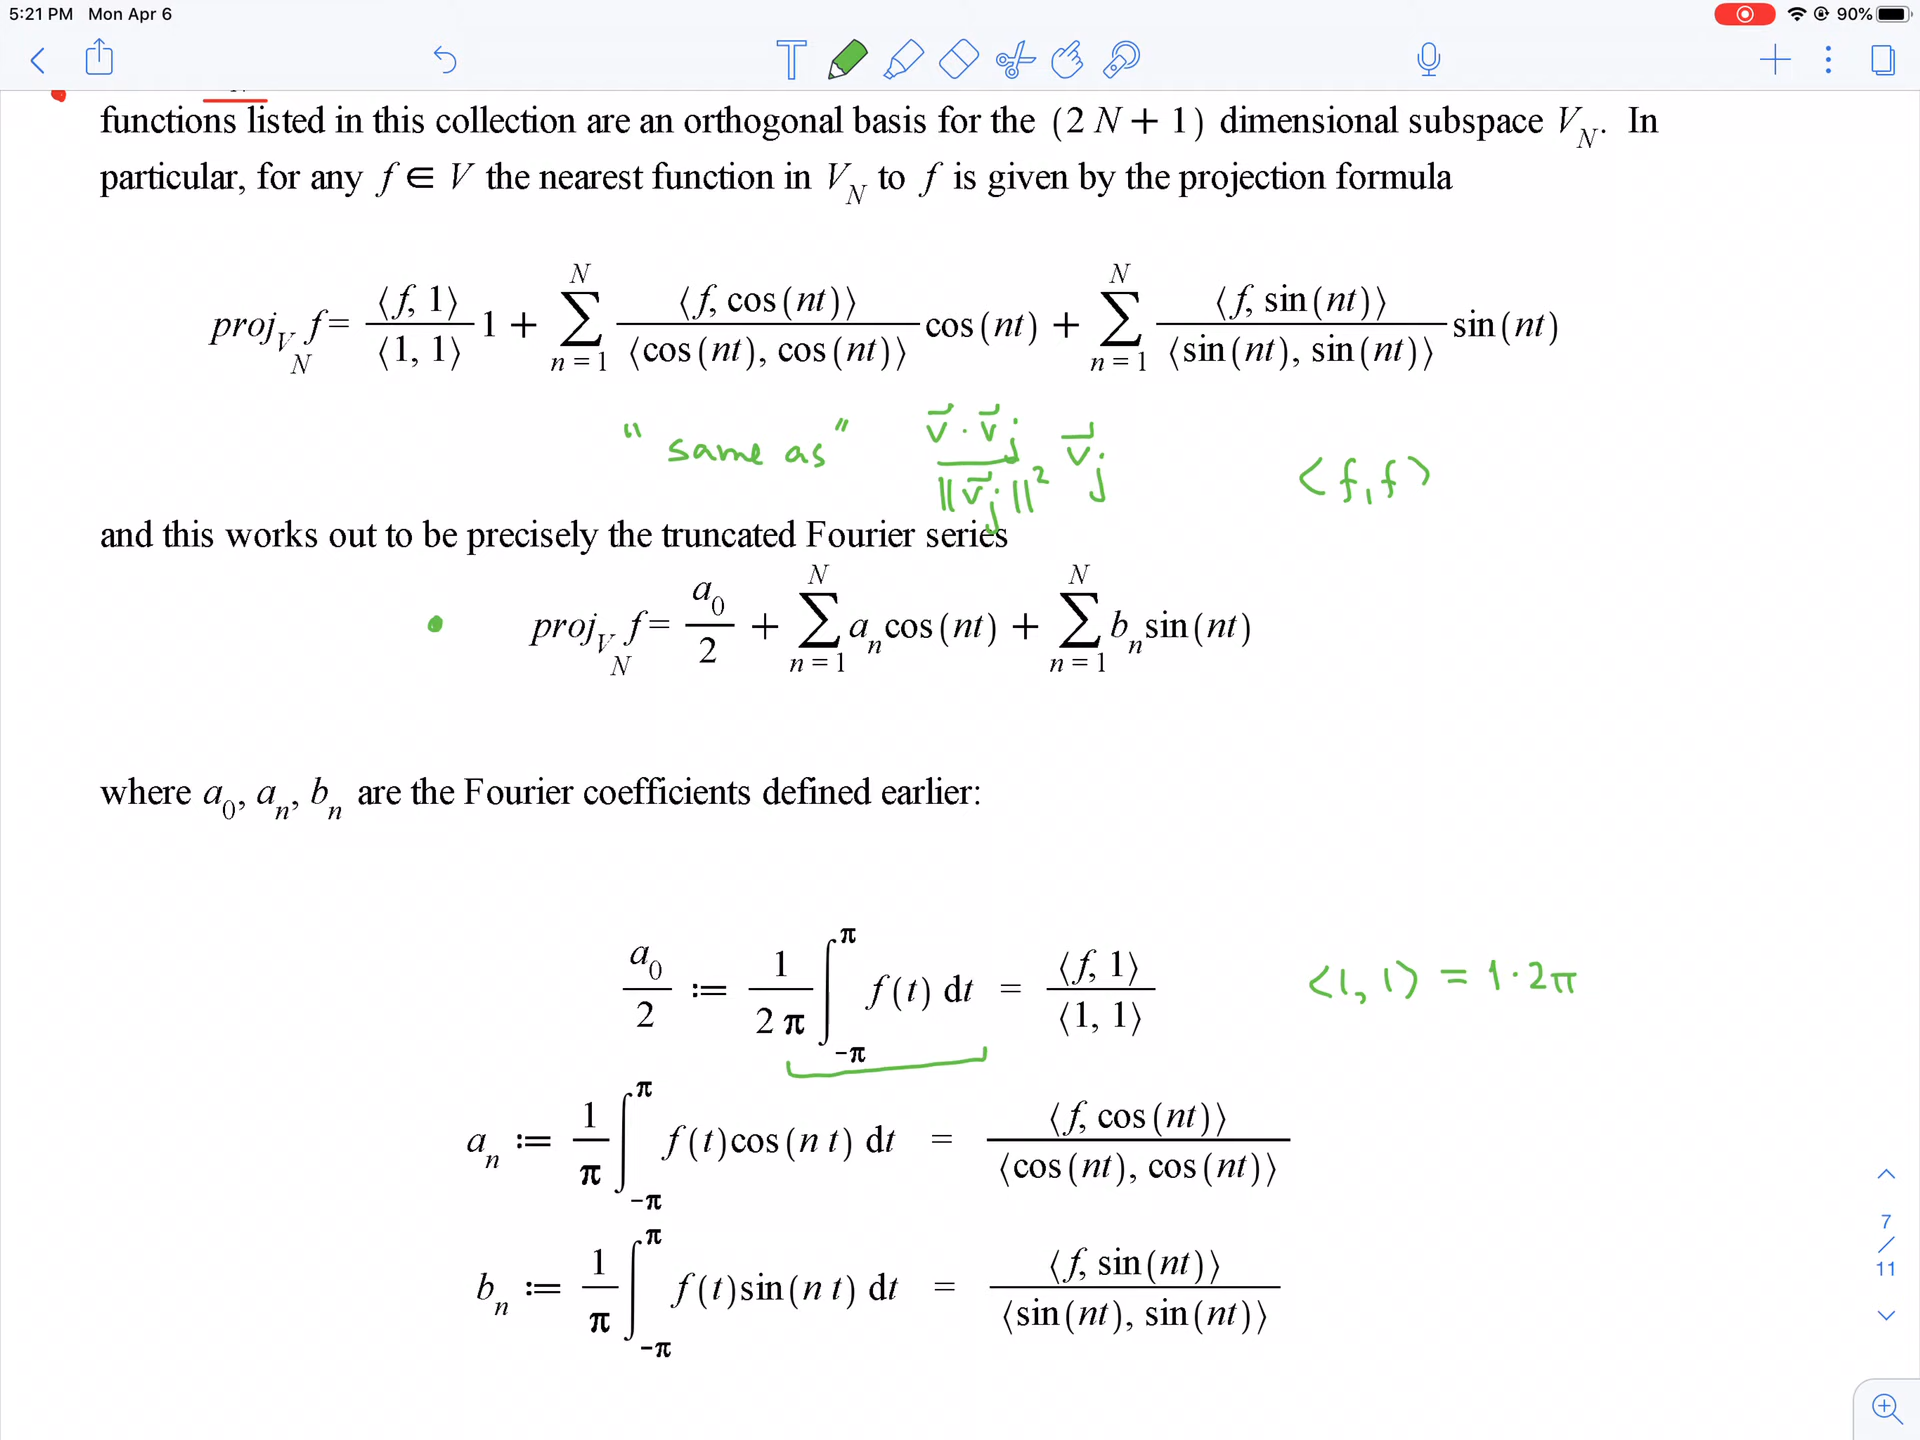 5:21 PM Mon Apr 6 90%
functions listed in this collection are an orthogonal basis for the (2 N + 1) dimensional subspace V_N. In
particular, for any f ∈ V the nearest function in V_N to f is given by the projection formula
proj_{V_N} f = ⟨f, 1⟩/⟨1, 1⟩ 1 + ∑_{n=1}^{N} ⟨f, cos(nt)⟩/⟨cos(nt), cos(nt)⟩ cos(nt) + ∑_{n=1}^{N} ⟨f, sin(nt)⟩/⟨sin(nt), sin(nt)⟩ sin(nt)
"same as" (v⃗ · v⃗_j)/||v⃗_j||² v⃗_j ⟨f, f⟩
and this works out to be precisely the truncated Fourier series
proj_{V_N} f = a_0/2 + ∑_{n=1}^{N} a_n cos(nt) + ∑_{n=1}^{N} b_n sin(nt)
where a_0, a_n, b_n are the Fourier coefficients defined earlier:
a_0/2 := 1/(2π) ∫_{-π}^{π} f(t) dt = ⟨f, 1⟩/⟨1, 1⟩ ⟨1, 1⟩ = 1·2π
a_n := 1/π ∫_{-π}^{π} f(t)cos(n t) dt = ⟨f, cos(nt)⟩/⟨cos(nt), cos(nt)⟩
b_n := 1/π ∫_{-π}^{π} f(t)sin(n t) dt = ⟨f, sin(nt)⟩/⟨sin(nt), sin(nt)⟩
7
/
11